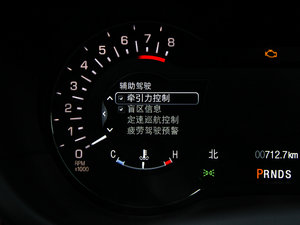 7 8
6
5
4
3
2
1
0
RPM
x1000
辅助驾驶
牵引力控制
盲区信息
定速巡航控制
疲劳驾驶预警
C H
北 00712.7km
PRNDS